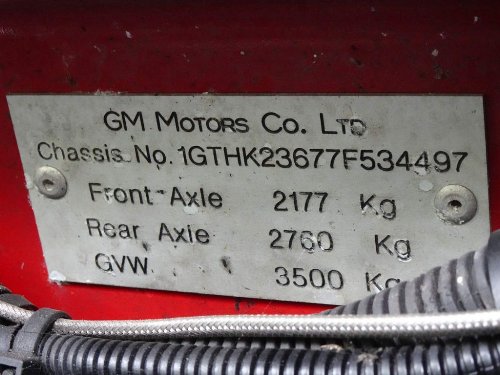 GM MOTORS CO. LTD
Chassis No. 1GTHK23677F534497
Front Axle 2177 Kg
Rear Axle 2760 Kg
GVW. 3500 Kg